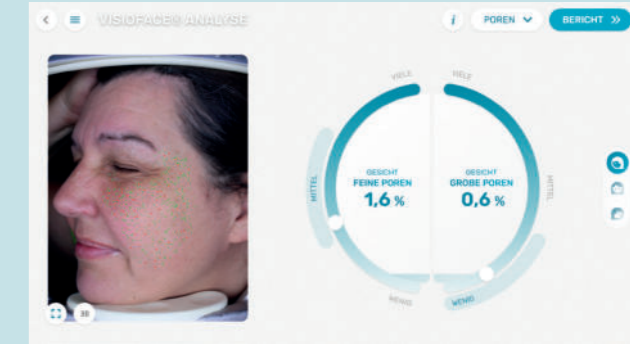 VISIOFACE® ANALYSE
i
POREN
BERICHT
VIELE
VIELE
MITTEL
GESICHT
FEINE POREN
1,6 %
GESICHT
GROBE POREN
0,6 %
MITTEL
WENIG
WENIG
3D